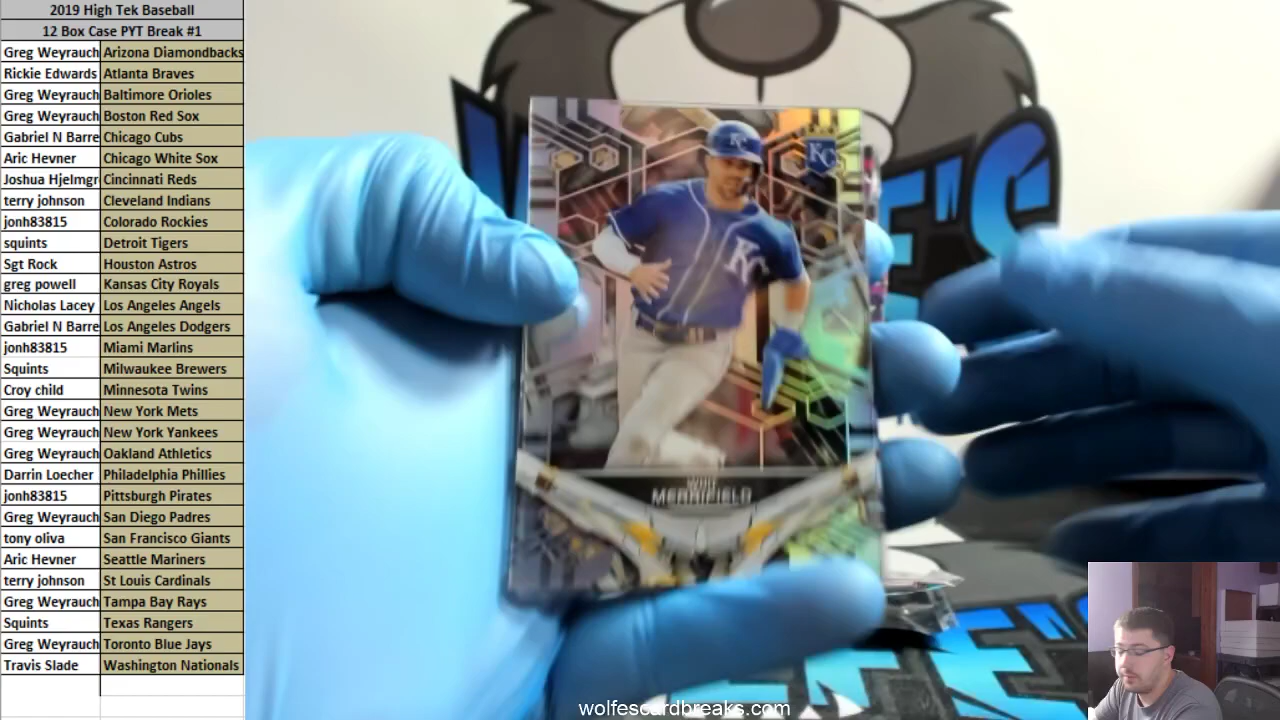 2019 High Tek Baseball
12 Box Case PYT Break #1
Greg Weyrauch Arizona Diamondbacks
Rickie Edwards Atlanta Braves
Greg Weyrauch Baltimore Orioles
Greg Weyrauch Boston Red Sox
Gabriel N Barre Chicago Cubs
Aric Hevner Chicago White Sox
Joshua Hjelmgr Cincinnati Reds
terry johnson Cleveland Indians
jonh83815 Colorado Rockies
squints Detroit Tigers
Sgt Rock Houston Astros
greg powell Kansas City Royals
Nicholas Lacey Los Angeles Angels
Gabriel N Barre Los Angeles Dodgers
jonh83815 Miami Marlins
Squints Milwaukee Brewers
Croy child Minnesota Twins
Greg Weyrauch New York Mets
Greg Weyrauch New York Yankees
Greg Weyrauch Oakland Athletics
Darrin Loecher Philadelphia Phillies
jonh83815 Pittsburgh Pirates
Greg Weyrauch San Diego Padres
tony oliva San Francisco Giants
Aric Hevner Seattle Mariners
terry johnson St Louis Cardinals
Greg Weyrauch Tampa Bay Rays
Squints Texas Rangers
Greg Weyrauch Toronto Blue Jays
Travis Slade Washington Nationals
KC
KC
KC
WHIT
MERRIFIELD
E'S
wolfescardbreaks.com